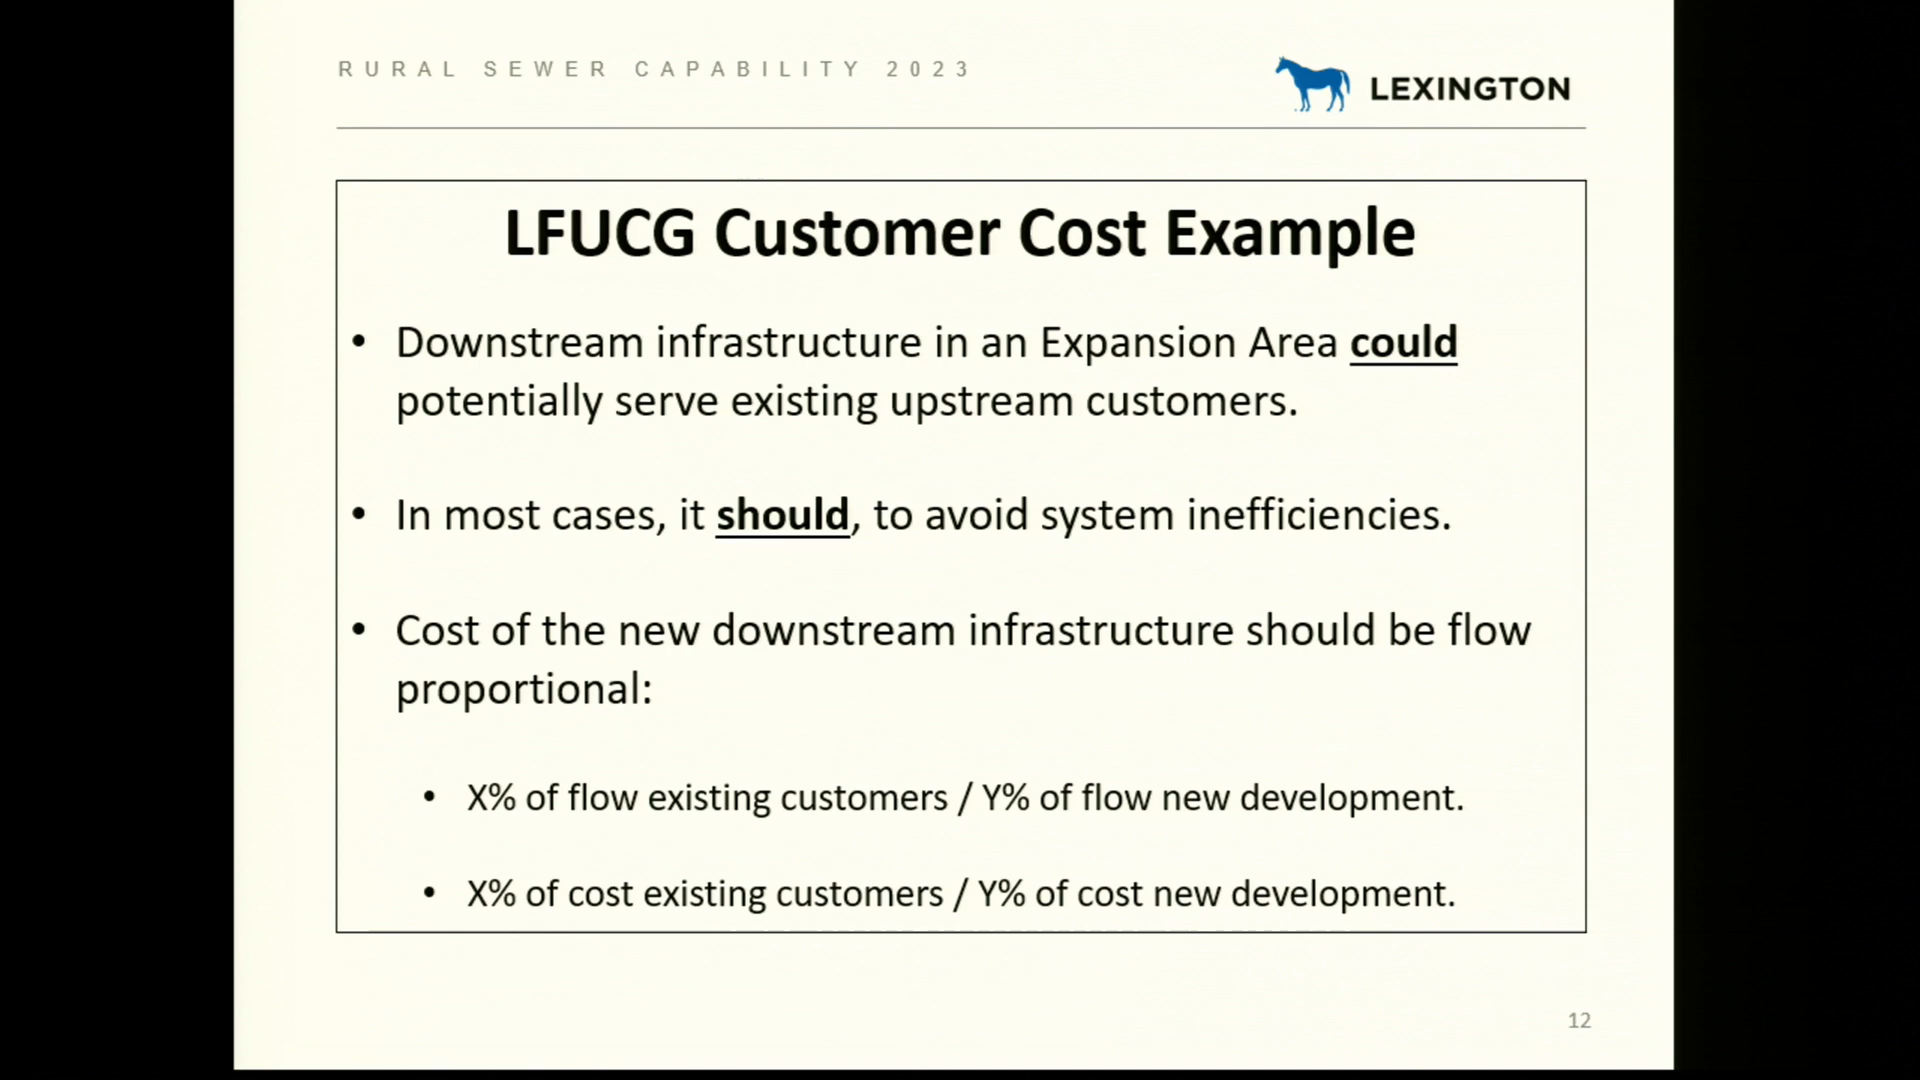 RURAL SEWER CAPABILITY 2023
LEXINGTON
LFUCG Customer Cost Example
• Downstream infrastructure in an Expansion Area could
potentially serve existing upstream customers.
• In most cases, it should, to avoid system inefficiencies.
• Cost of the new downstream infrastructure should be flow
proportional:
• X% of flow existing customers / Y% of flow new development.
• X% of cost existing customers / Y% of cost new development.
12